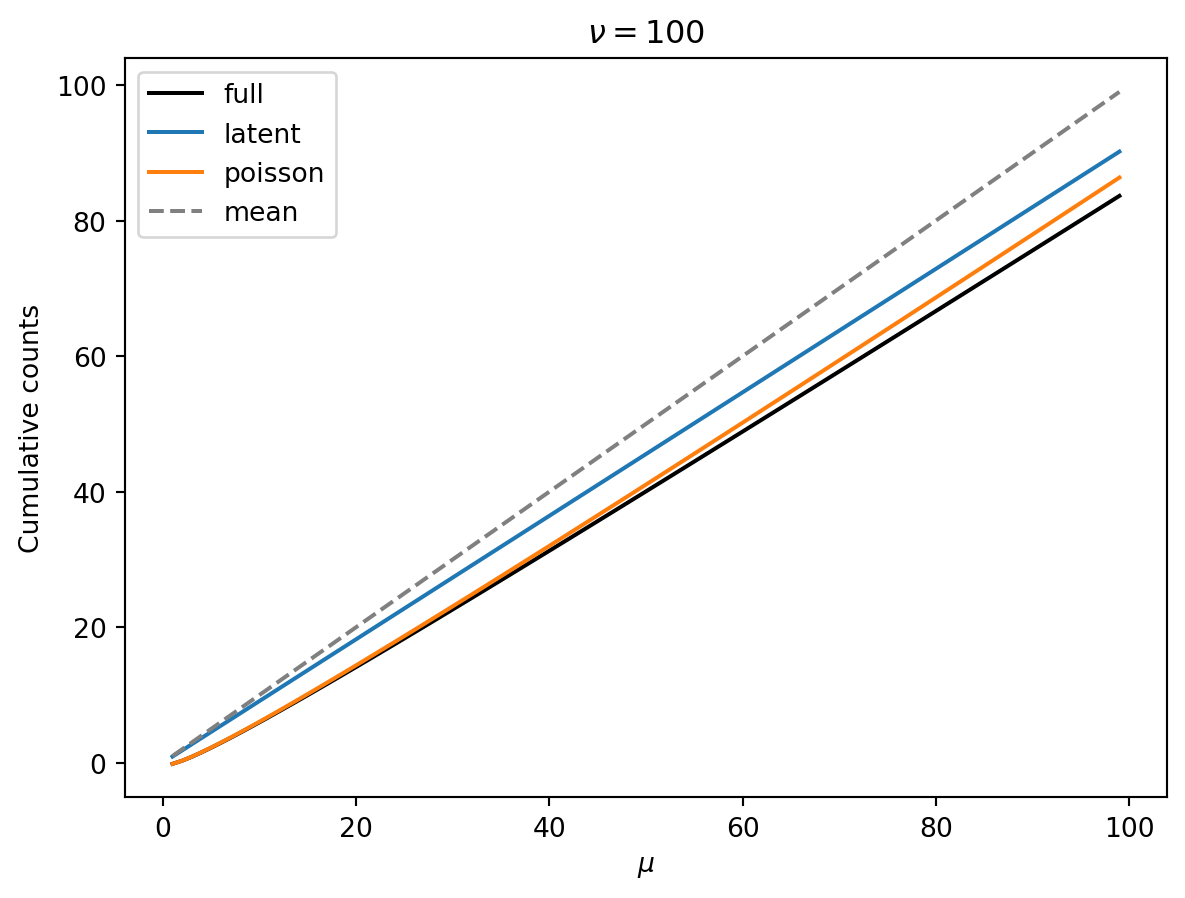 ν = 100
full
latent
poisson
mean
100
80
60
40
20
0
Cumulative counts
0 20 40 60 80 100
μ